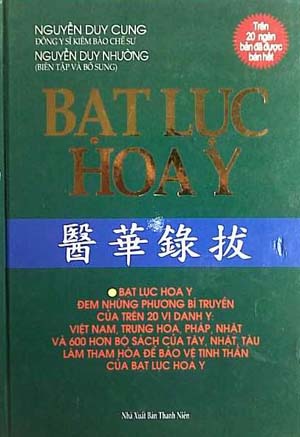 NGUYỄN DUY CUNG
ĐÔNG Y SĨ KIÊM BÀO CHẾ SƯ
NGUYỄN DUY NHƯỜNG
(BIÊN TẬP VÀ BỔ SUNG)
Trên
20 ngàn
bản đã được
bán hết
BẠT LỤC
HOA Y
醫華錄拔
BẠT LỤC HOA Y
ĐEM NHỮNG PHƯƠNG BÍ TRUYỀN
CỦA TRÊN 20 VỊ DANH Y:
VIỆT NAM, TRUNG HOA, PHÁP, NHẬT
VÀ 600 HƠN BỘ SÁCH CỦA TÂY, NHẬT, TÀU
LÀM THAM HÒA ĐỂ BẢO VỆ TINH THẦN
CỦA BẠT LỤC HOA Y
Nhà Xuất Bản Thanh Niên